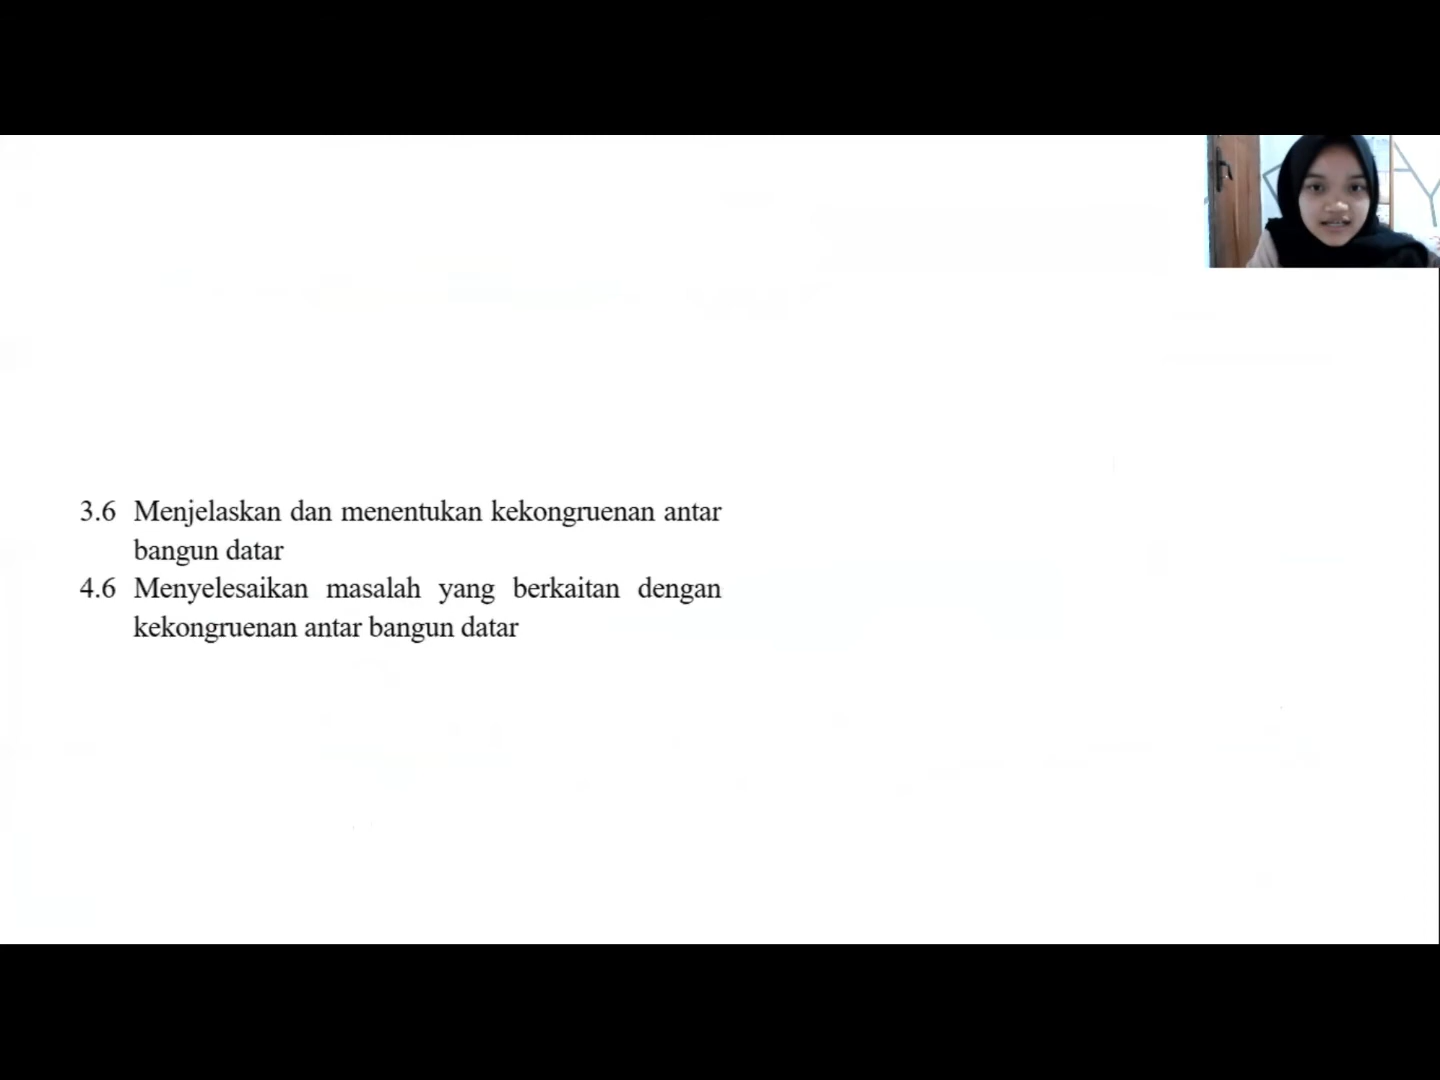 3.6 Menjelaskan dan menentukan kekongruenan antar
bangun datar
4.6 Menyelesaikan masalah yang berkaitan dengan
kekongruenan antar bangun datar